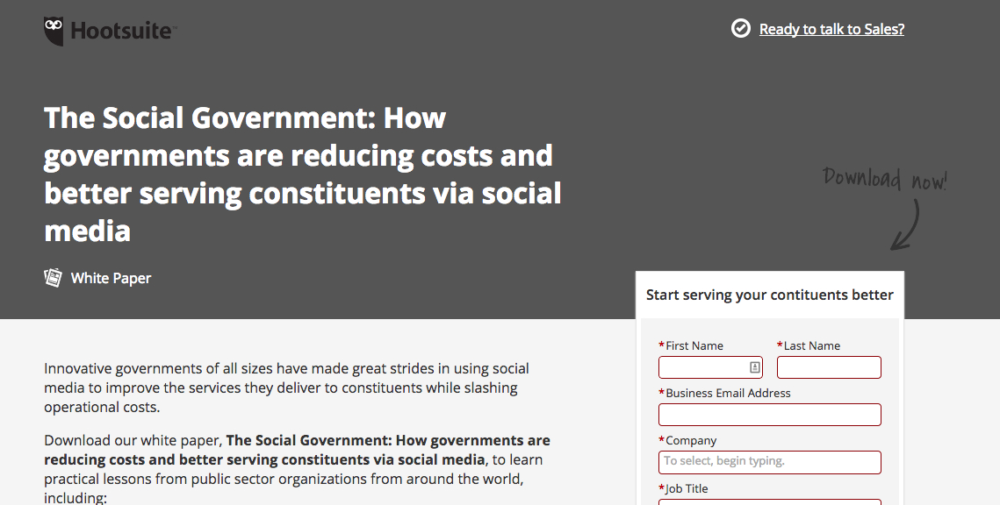 Hootsuite™
Ready to talk to Sales?
The Social Government: How
governments are reducing costs and
better serving constituents via social
media
White Paper
Download now!
Start serving your contituents better
*First Name
*Last Name
*Business Email Address
*Company
To select, begin typing.
*Job Title
Innovative governments of all sizes have made great strides in using social
media to improve the services they deliver to constituents while slashing
operational costs.
Download our white paper, The Social Government: How governments are
reducing costs and better serving constituents via social media, to learn
practical lessons from public sector organizations from around the world,
including: